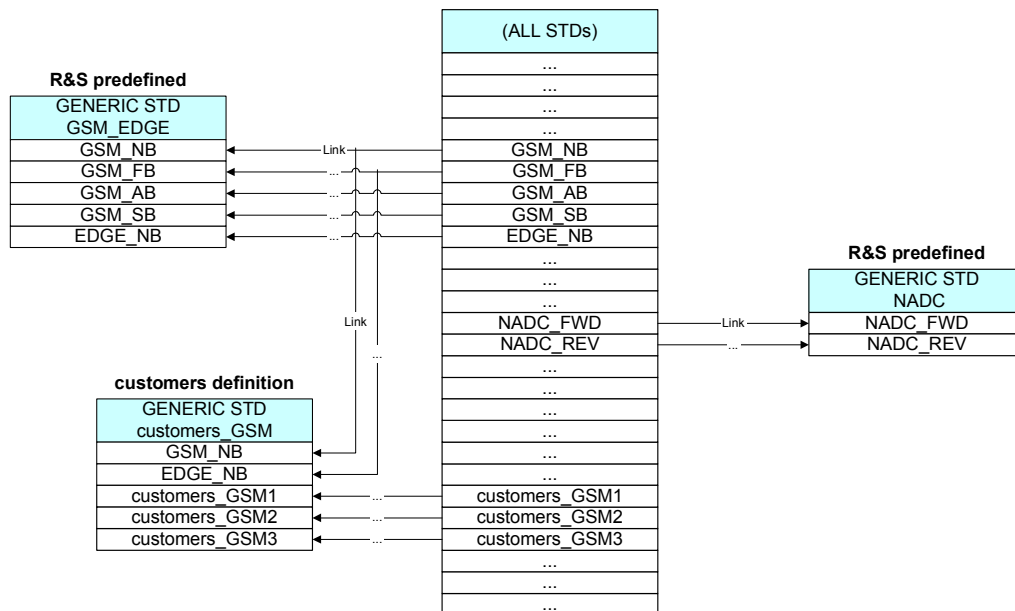 R&S predefined
GENERIC STD
GSM_EDGE
GSM_NB
GSM_FB
GSM_AB
GSM_SB
EDGE_NB
Link
...
...
...
...
Link
...
customers definition
GENERIC STD
customers_GSM
GSM_NB
EDGE_NB
customers_GSM1
customers_GSM2
customers_GSM3
...
...
...
(ALL STDs)
...
...
...
...
GSM_NB
GSM_FB
GSM_AB
GSM_SB
EDGE_NB
...
...
...
NADC_FWD
NADC_REV
...
...
...
...
...
...
customers_GSM1
customers_GSM2
customers_GSM3
...
...
...
Link
...
R&S predefined
GENERIC STD
NADC
NADC_FWD
NADC_REV